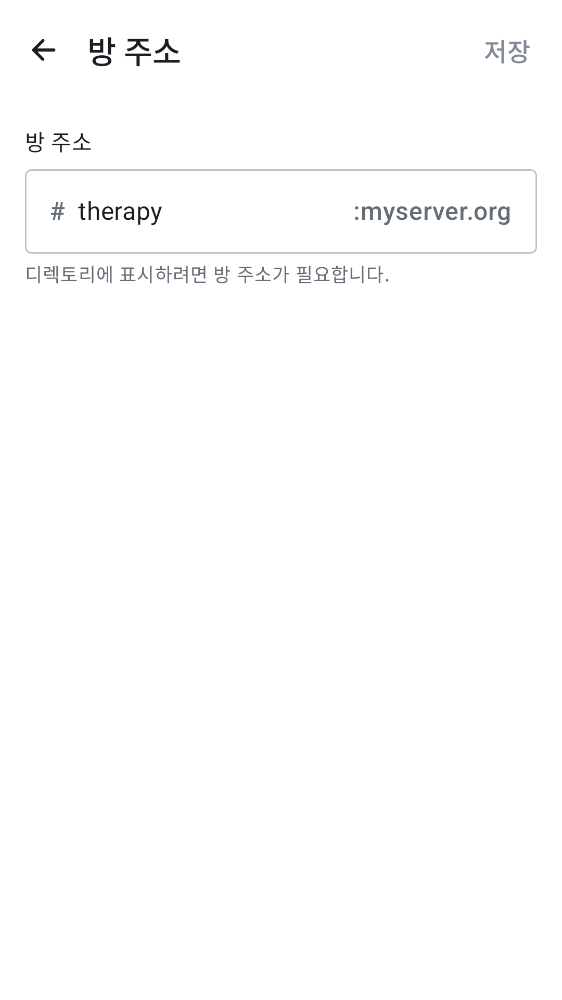 방 주소
저장
방 주소
# therapy :myserver.org
디렉토리에 표시하려면 방 주소가 필요합니다.